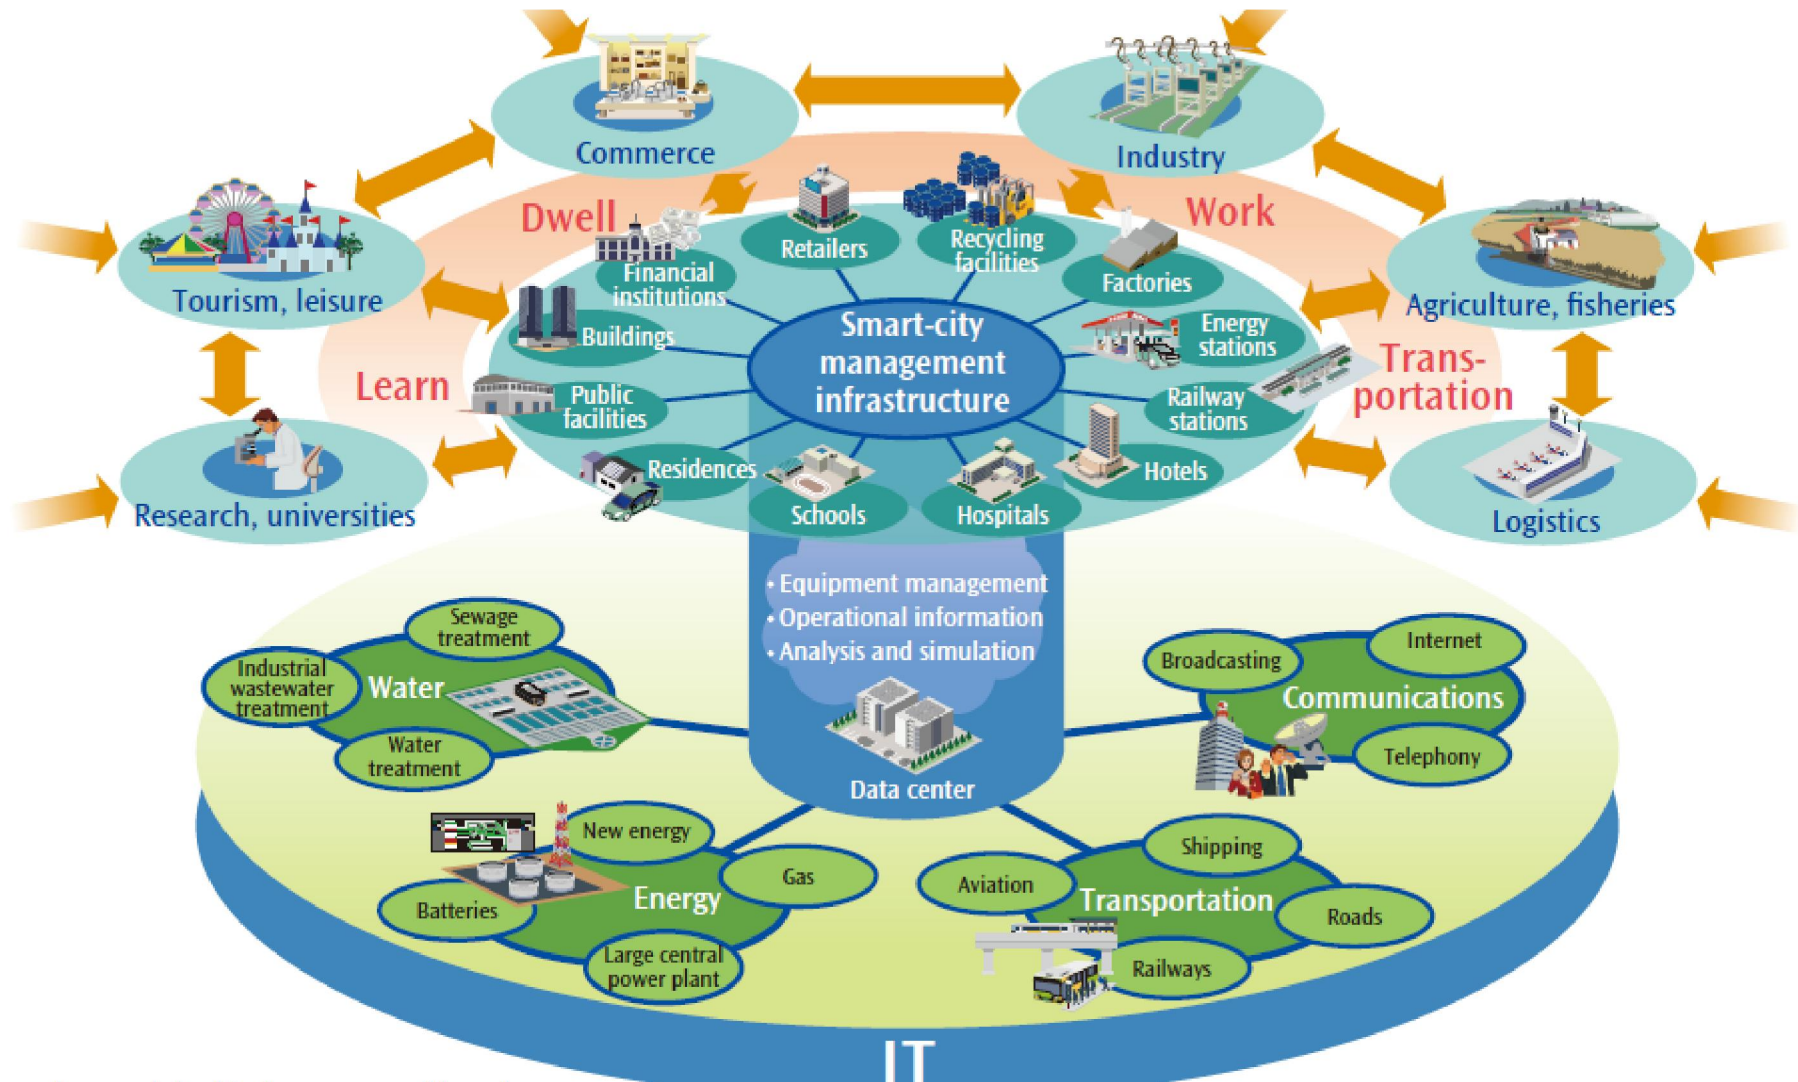 Commerce
Industry
Dwell
Work
Tourism, leisure
Agriculture, fisheries
Learn
Trans-
portation
Research, universities
Logistics
Retailers
Recycling
facilities
Financial
institutions
Factories
Buildings
Energy
stations
Public
facilities
Railway
stations
Residences
Hotels
Schools
Hospitals
Smart-city
management
infrastructure
• Equipment management
• Operational information
• Analysis and simulation
Data center
Sewage
treatment
Industrial
wastewater
treatment
Water
Water
treatment
Broadcasting
Internet
Communications
Telephony
New energy
Gas
Energy
Batteries
Large central
power plant
Shipping
Aviation
Transportation
Roads
Railways
IT